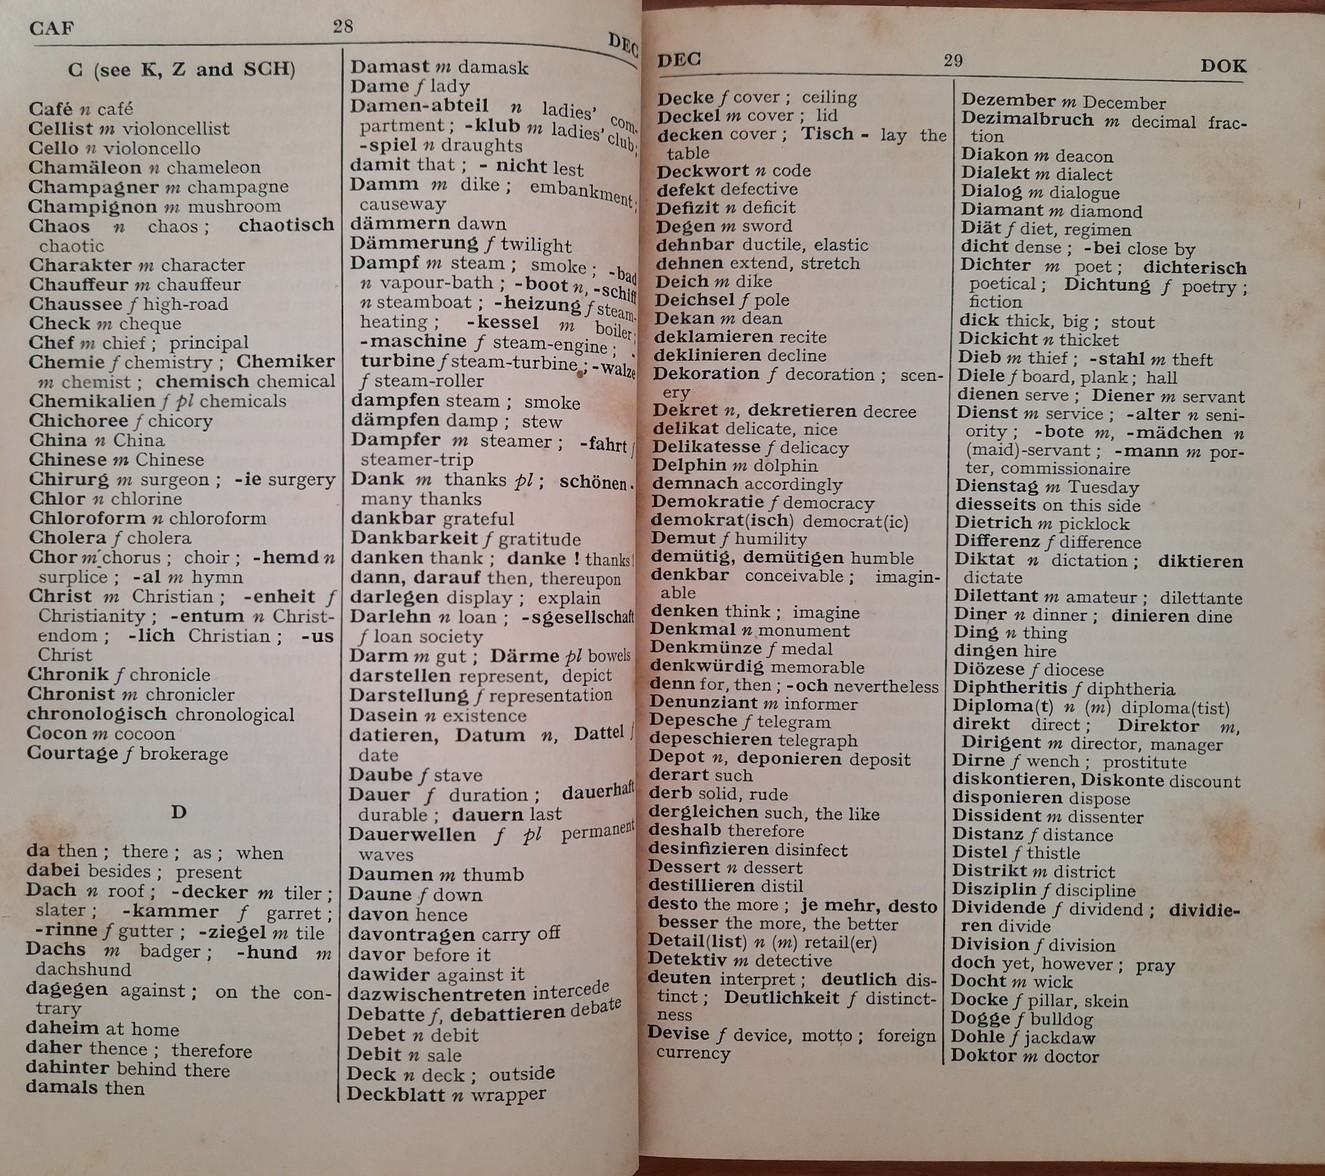 CAF 28 DEC
C (see K, Z and SCH)
Café n café
Cellist m violoncellist
Cello n violoncello
Chamäleon n chameleon
Champagner m champagne
Champignon m mushroom
Chaos n chaos ; chaotisch
chaotic
Charakter m character
Chauffeur m chauffeur
Chaussee f high-road
Check m cheque
Chef m chief ; principal
Chemie f chemistry ; Chemiker
m chemist ; chemisch chemical
Chemikalien f pl chemicals
Chichoree f chicory
China n China
Chinese m Chinese
Chirurg m surgeon ; -ie surgery
Chlor n chlorine
Chloroform n chloroform
Cholera f cholera
Chor m chorus ; choir ; -hemd n
surplice ; -al m hymn
Christ m Christian ; -enheit f
Christianity ; -entum n Christ-
endom ; -lich Christian ; -us
Christ
Chronik f chronicle
Chronist m chronicler
chronologisch chronological
Cocon m cocoon
Courtage f brokerage
D
da then ; there ; as ; when
dabei besides ; present
Dach n roof ; -decker m tiler ;
slater ; -kammer f garret ;
-rinne f gutter ; -ziegel m tile
Dachs m badger ; -hund m
dachshund
dagegen against ; on the con-
trary
daheim at home
daher thence ; therefore
dahinter behind there
damals then
Damast m damask
Dame f lady
Damen-abteil n ladies' com-
partment ; -klub m ladies' club;
-spiel n draughts
damit that ; - nicht lest
Damm m dike ; embankment;
causeway
dämmern dawn
Dämmerung f twilight
Dampf m steam ; smoke ; -bad
n vapour-bath ; -boot n, -schiff
n steamboat ; -heizung f steam-
heating ; -kessel m boiler;
-maschine f steam-engine ; -
turbine f steam-turbine ; -walze
f steam-roller
dampfen steam ; smoke
dämpfen damp ; stew
Dampfer m steamer ; -fahrt f
steamer-trip
Dank m thanks pl ; schönen -
many thanks
dankbar grateful
Dankbarkeit f gratitude
danken thank ; danke ! thanks!
dann, darauf then, thereupon
darlegen display ; explain
Darlehn n loan ; -sgesellschaft
f loan society
Darm m gut ; Därme pl bowels
darstellen represent, depict
Darstellung f representation
Dasein n existence
datieren, Datum n, Dattel f
date
Daube f stave
Dauer f duration ; dauerhaft
durable ; dauern last
Dauerwellen f pl permanent
waves
Daumen m thumb
Daune f down
davon hence
davontragen carry off
davor before it
dawider against it
dazwischentreten intercede
Debatte f, debattieren debate
Debet n debit
Debit n sale
Deck n deck ; outside
Deckblatt n wrapper
DEC 29 DOK
Decke f cover ; ceiling
Deckel m cover ; lid
decken cover ; Tisch - lay the
table
Deckwort n code
defekt defective
Defizit n deficit
Degen m sword
dehnbar ductile, elastic
dehnen extend, stretch
Deich m dike
Deichsel f pole
Dekan m dean
deklamieren recite
deklinieren decline
Dekoration f decoration ; scen-
ery
Dekret n, dekretieren decree
delikat delicate, nice
Delikatesse f delicacy
Delphin m dolphin
demnach accordingly
Demokratie f democracy
demokrat(isch) democrat(ic)
Demut f humility
demütig, demütigen humble
denkbar conceivable ; imagin-
able
denken think ; imagine
Denkmal n monument
Denkmünze f medal
denkwürdig memorable
denn for, then ; -och nevertheless
Denunziant m informer
Depesche f telegram
depeschieren telegraph
Depot n, deponieren deposit
derart such
derb solid, rude
dergleichen such, the like
deshalb therefore
desinfizieren disinfect
Dessert n dessert
destillieren distil
desto the more ; je mehr, desto
besser the more, the better
Detail(list) n (m) retail(er)
Detektiv m detective
deuten interpret ; deutlich dis-
tinct ; Deutlichkeit f distinct-
ness
Devise f device, motto ; foreign
currency
Dezember m December
Dezimalbruch m decimal frac-
tion
Diakon m deacon
Dialekt m dialect
Dialog m dialogue
Diamant m diamond
Diät f diet, regimen
dicht dense ; -bei close by
Dichter m poet ; dichterisch
poetical ; Dichtung f poetry ;
fiction
dick thick, big ; stout
Dickicht n thicket
Dieb m thief ; -stahl m theft
Diele f board, plank ; hall
dienen serve ; Diener m servant
Dienst m service ; -alter n seni-
ority ; -bote m, -mädchen n
(maid)-servant ; -mann m por-
ter, commissionaire
Dienstag m Tuesday
diesseits on this side
Dietrich m picklock
Differenz f difference
Diktat n dictation ; diktieren
dictate
Dilettant m amateur ; dilettante
Diner n dinner ; dinieren dine
Ding n thing
dingen hire
Diözese f diocese
Diphtheritis f diphtheria
Diploma(t) n (m) diploma(tist)
direkt direct ; Direktor m,
Dirigent m director, manager
Dirne f wench ; prostitute
diskontieren, Diskonte discount
disponieren dispose
Dissident m dissenter
Distanz f distance
Distel f thistle
Distrikt m district
Disziplin f discipline
Dividende f dividend ; dividie-
ren divide
Division f division
doch yet, however ; pray
Docht m wick
Docke f pillar, skein
Dogge f bulldog
Dohle f jackdaw
Doktor m doctor